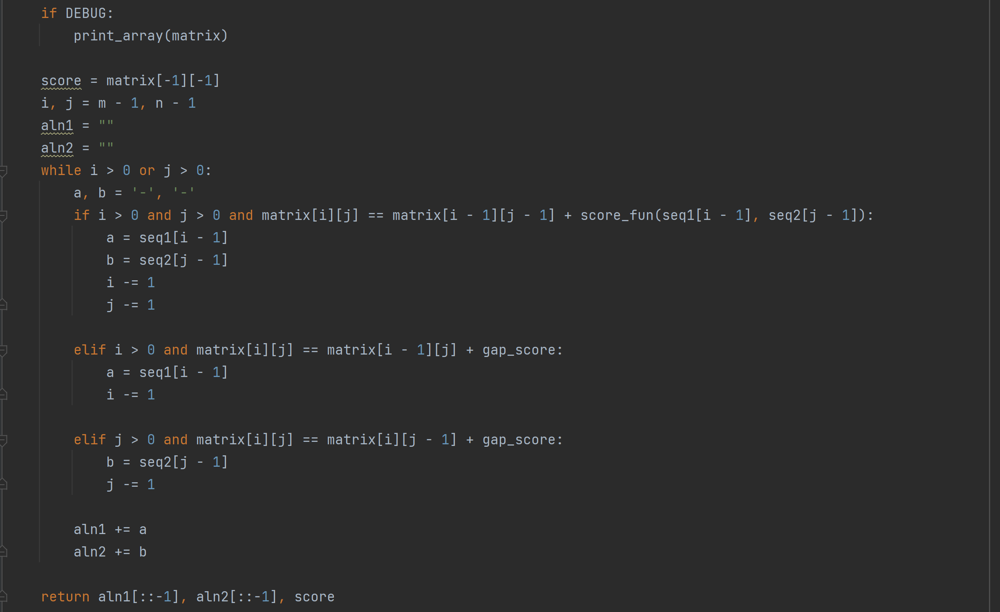 if DEBUG:
    print_array(matrix)

score = matrix[-1][-1]
i, j = m - 1, n - 1
aln1 = ""
aln2 = ""
while i > 0 or j > 0:
    a, b = '-', '-'
    if i > 0 and j > 0 and matrix[i][j] == matrix[i - 1][j - 1] + score_fun(seq1[i - 1], seq2[j - 1]):
        a = seq1[i - 1]
        b = seq2[j - 1]
        i -= 1
        j -= 1

    elif i > 0 and matrix[i][j] == matrix[i - 1][j] + gap_score:
        a = seq1[i - 1]
        i -= 1

    elif j > 0 and matrix[i][j] == matrix[i][j - 1] + gap_score:
        b = seq2[j - 1]
        j -= 1

    aln1 += a
    aln2 += b

return aln1[::-1], aln2[::-1], score